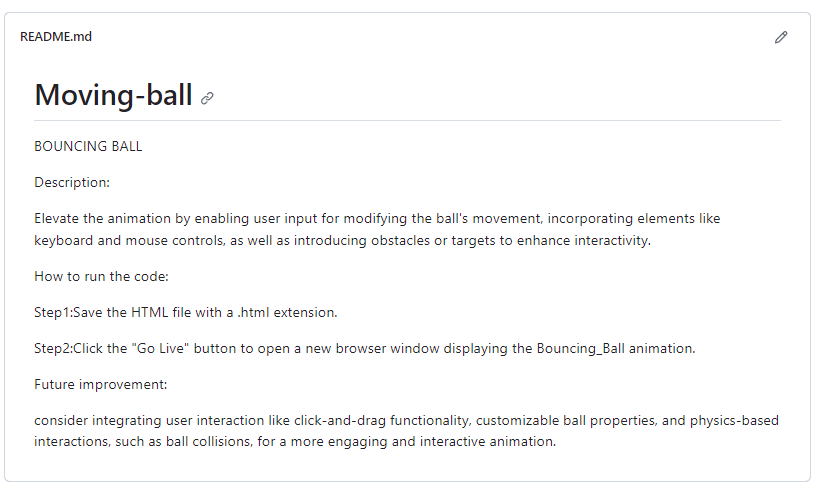 README.md
Moving-ball
BOUNCING BALL
Description:
Elevate the animation by enabling user input for modifying the ball's movement, incorporating elements like
keyboard and mouse controls, as well as introducing obstacles or targets to enhance interactivity.
How to run the code:
Step1:Save the HTML file with a .html extension.
Step2:Click the "Go Live" button to open a new browser window displaying the Bouncing_Ball animation.
Future improvement:
consider integrating user interaction like click-and-drag functionality, customizable ball properties, and physics-based
interactions, such as ball collisions, for a more engaging and interactive animation.